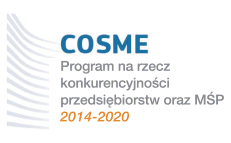 COSME
Program na rzecz
konkurencyjności
przedsiębiorstw oraz MŚP
2014-2020